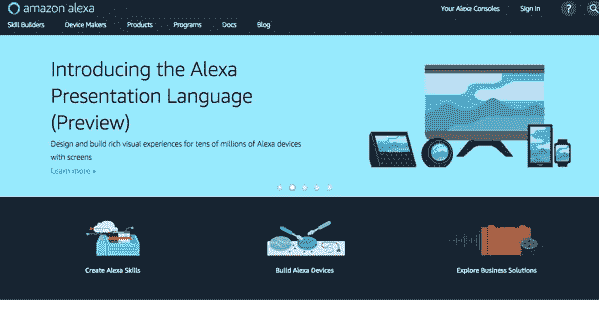 amazon alexa
Your Alexa Consoles Sign In ?
Skill Builders Device Makers Products Programs Docs Blog
Introducing the Alexa
Presentation Language
(Preview)
Design and build rich visual experiences for tens of millions of Alexa devices
with screens
Learn more »
Create Alexa Skills
Build Alexa Devices
Explore Business Solutions